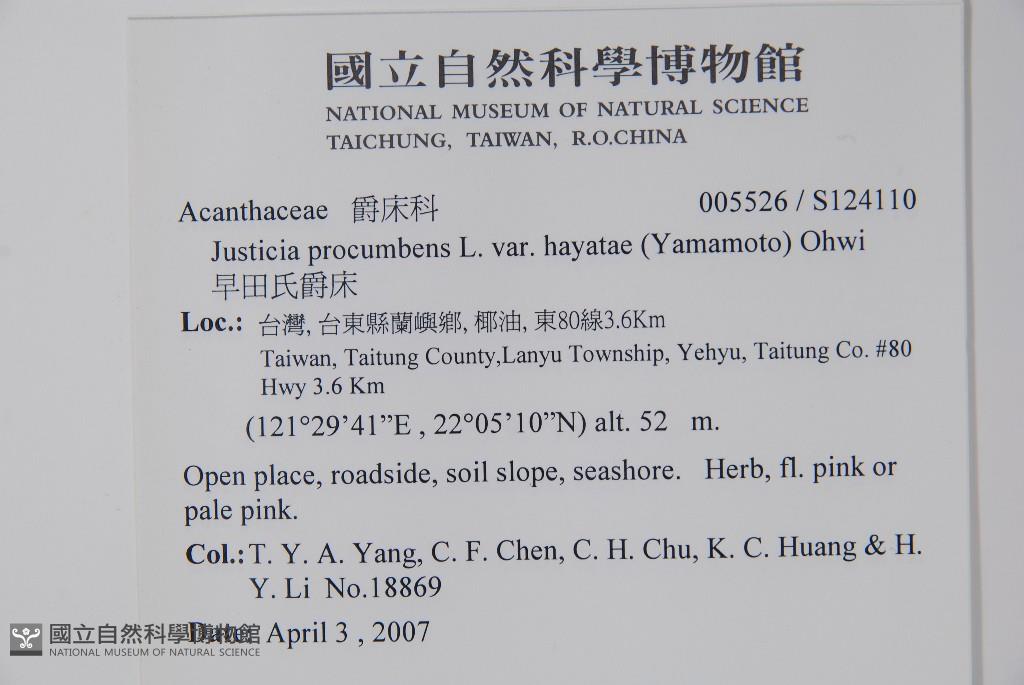 國立自然科學博物館
NATIONAL MUSEUM OF NATURAL SCIENCE
TAICHUNG, TAIWAN, R.O.CHINA
Acanthaceae 爵床科 005526 / S124110
Justicia procumbens L. var. hayatae (Yamamoto) Ohwi
早田氏爵床
Loc.: 台灣, 台東縣蘭嶼鄉, 椰油, 東80線3.6Km
Taiwan, Taitung County,Lanyu Township, Yehyu, Taitung Co. #80
Hwy 3.6 Km
(121°29’41”E , 22°05’10”N) alt. 52 m.
Open place, roadside, soil slope, seashore. Herb, fl. pink or
pale pink.
Col.: T. Y. A. Yang, C. F. Chen, C. H. Chu, K. C. Huang & H.
Y. Li No.18869
Date: April 3 , 2007
國立自然科學博物館
NATIONAL MUSEUM OF NATURAL SCIENCE